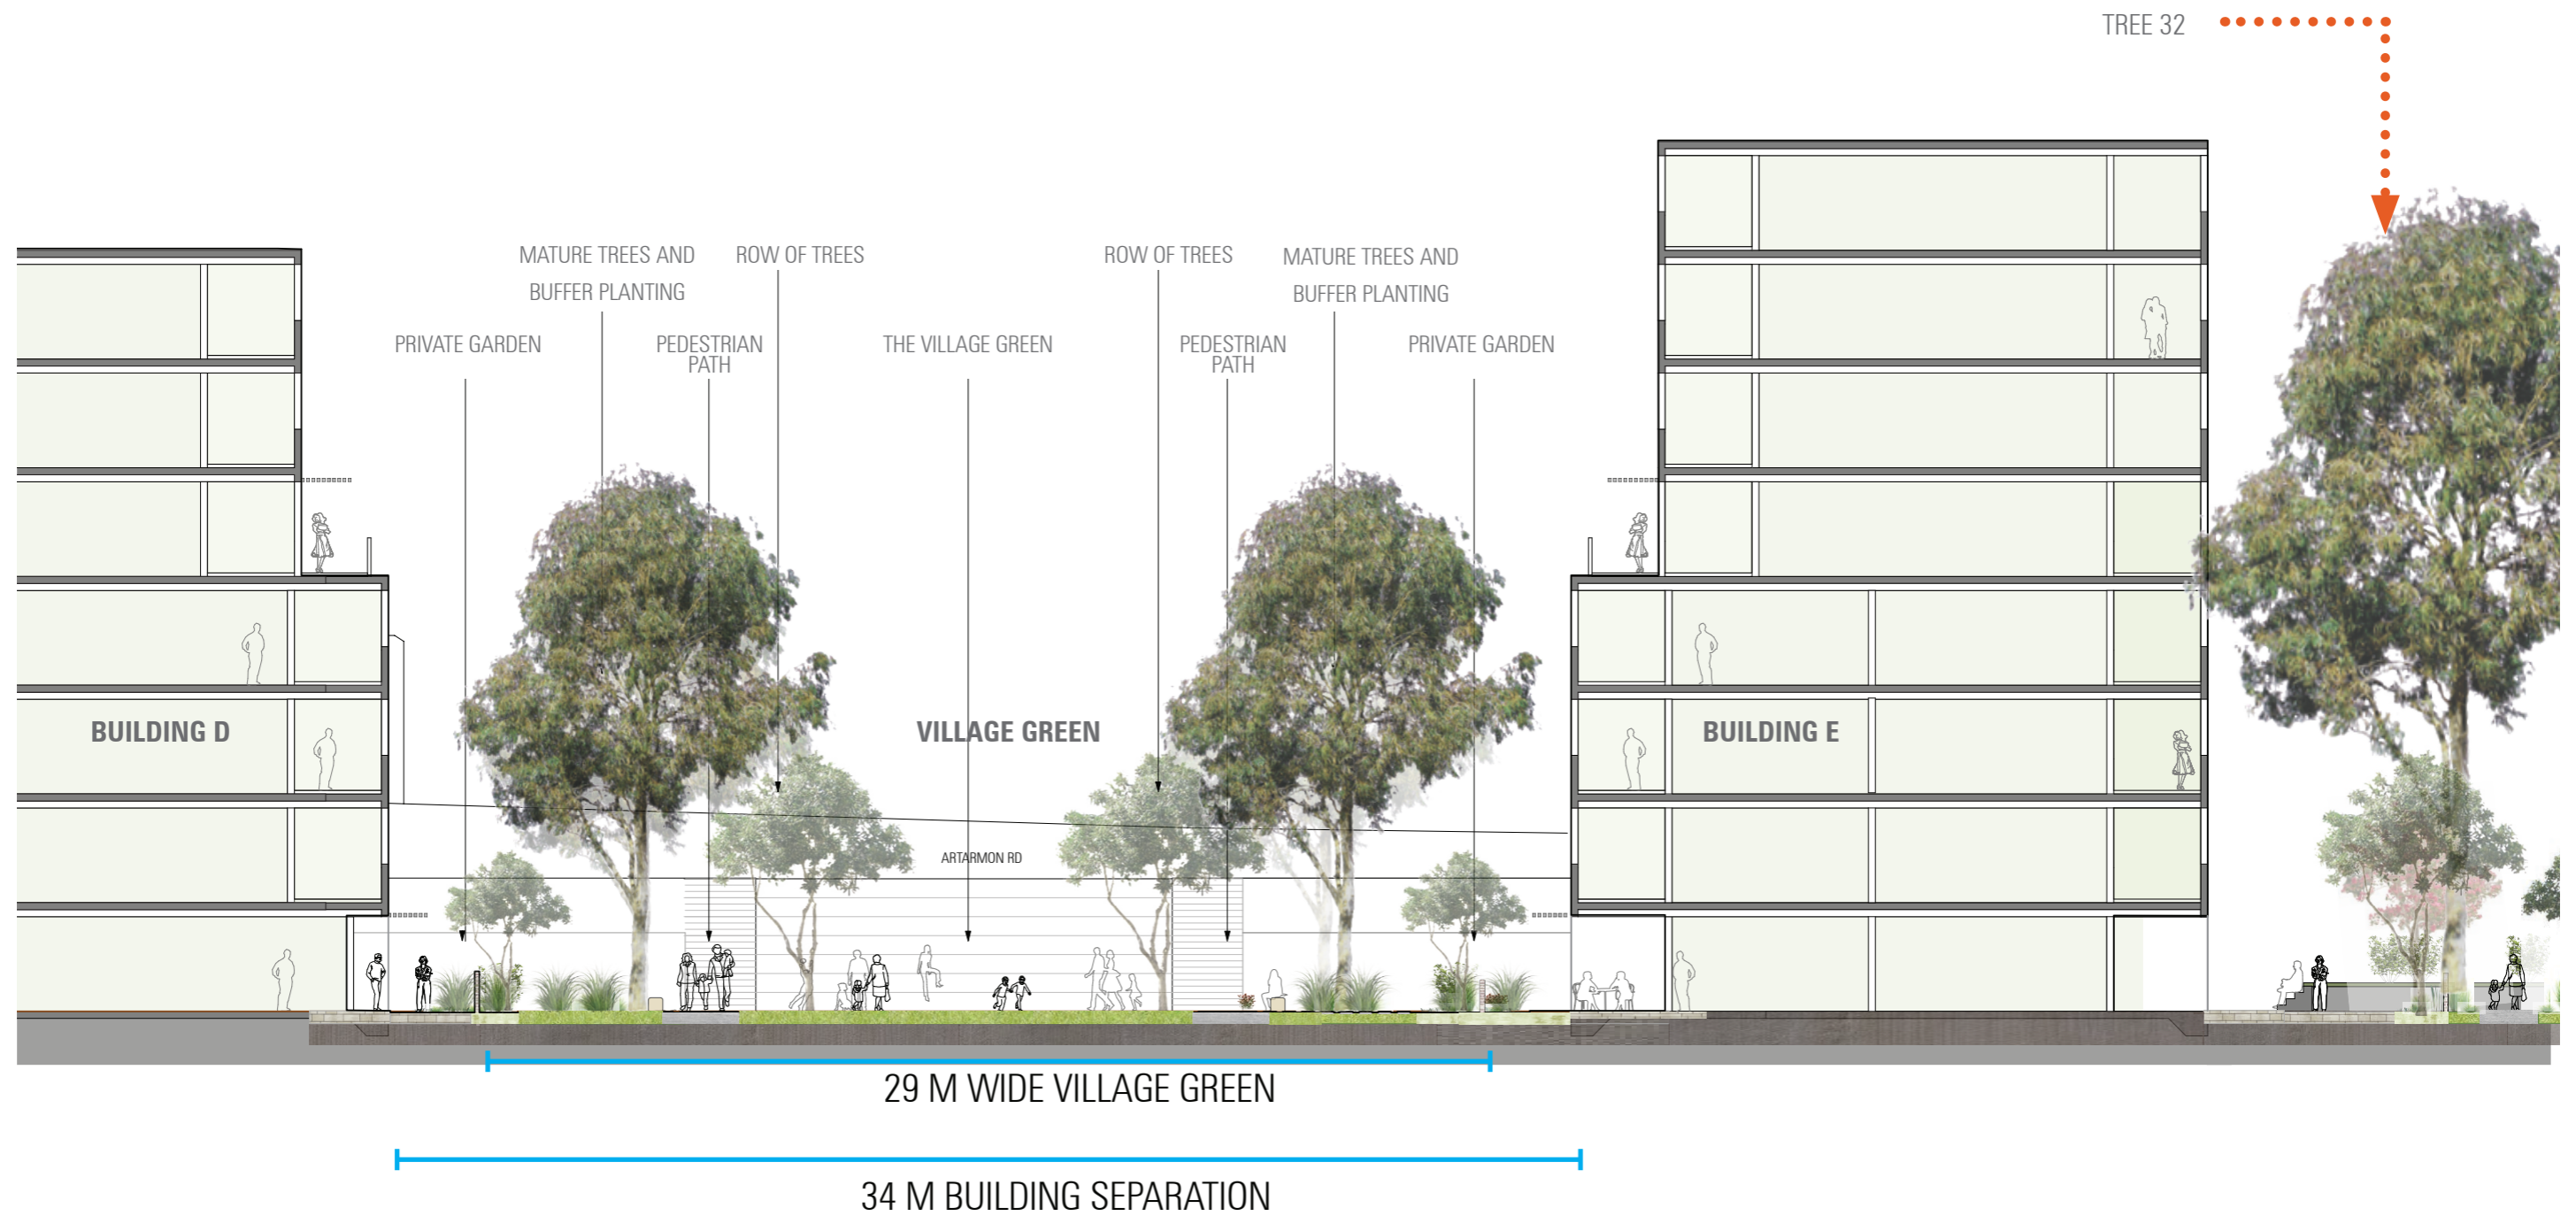 TREE 32
MATURE TREES AND
BUFFER PLANTING
ROW OF TREES
ROW OF TREES
MATURE TREES AND
BUFFER PLANTING
PRIVATE GARDEN
PEDESTRIAN
PATH
THE VILLAGE GREEN
PEDESTRIAN
PATH
PRIVATE GARDEN
BUILDING D
VILLAGE GREEN
BUILDING E
ARTARMON RD
29 M WIDE VILLAGE GREEN
34 M BUILDING SEPARATION